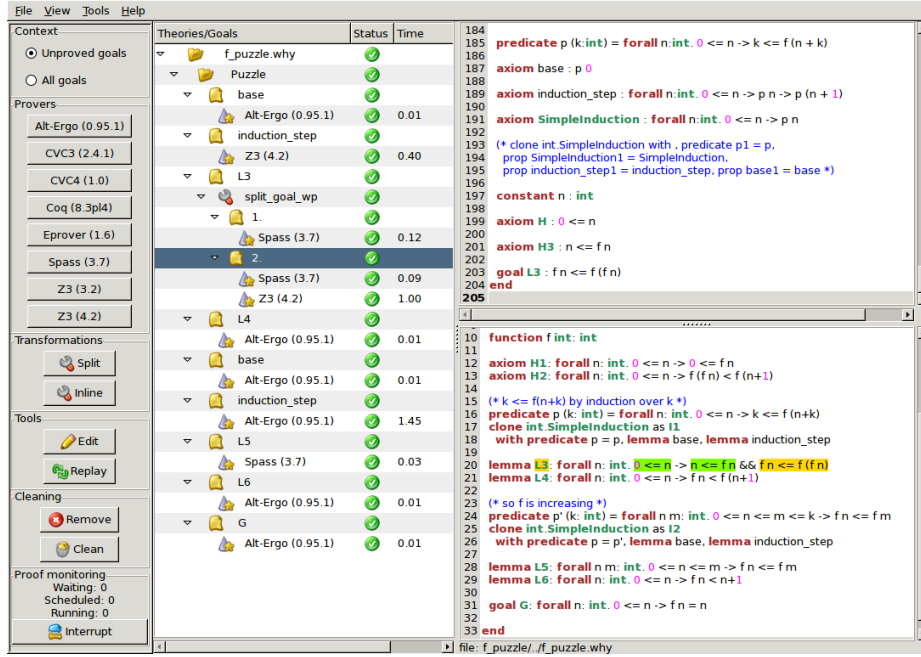 File View Tools Help
Context
Unproved goals
All goals
Provers
Alt-Ergo (0.95.1)
CVC3 (2.4.1)
CVC4 (1.0)
Coq (8.3pl4)
Eprover (1.6)
Spass (3.7)
Z3 (3.2)
Z3 (4.2)
Transformations
Split
Inline
Tools
Edit
Replay
Cleaning
Remove
Clean
Proof monitoring
Waiting: 0
Scheduled: 0
Running: 0
Interrupt
Theories/Goals Status Time
f_puzzle.why
Puzzle
base
Alt-Ergo (0.95.1) 0.01
induction_step
Z3 (4.2) 0.40
L3
split_goal_wp
1.
Spass (3.7) 0.12
2.
Spass (3.7) 0.09
Z3 (4.2) 1.00
L4
Alt-Ergo (0.95.1) 0.01
base
Alt-Ergo (0.95.1) 0.01
induction_step
Alt-Ergo (0.95.1) 1.45
L5
Spass (3.7) 0.03
L6
Alt-Ergo (0.95.1) 0.01
G
Alt-Ergo (0.95.1) 0.01
184
185 predicate p (k:int) = forall n:int. 0 <= n -> k <= f (n + k)
186
187 axiom base : p 0
188
189 axiom induction_step : forall n:int. 0 <= n -> p n -> p (n + 1)
190
191 axiom SimpleInduction : forall n:int. 0 <= n -> p n
192
193 (* clone int.SimpleInduction with , predicate p1 = p,
194 prop SimpleInduction1 = SimpleInduction,
195 prop induction_step1 = induction_step, prop base1 = base *)
196
197 constant n : int
198
199 axiom H : 0 <= n
200
201 axiom H3 : n <= f n
202
203 goal L3 : f n <= f (f n)
204 end
205
10 function f int: int
11
12 axiom H1: forall n: int. 0 <= n -> 0 <= f n
13 axiom H2: forall n: int. 0 <= n -> f (f n) < f (n+1)
14
15 (* k <= f(n+k) by induction over k *)
16 predicate p (k: int) = forall n: int. 0 <= n -> k <= f (n+k)
17 clone int.SimpleInduction as I1
18 with predicate p = p, lemma base, lemma induction_step
19
20 lemma L3: forall n: int. 0 <= n -> n <= f n && f n <= f (f n)
21 lemma L4: forall n: int. 0 <= n -> f n < f (n+1)
22
23 (* so f is increasing *)
24 predicate p' (k: int) = forall n m: int. 0 <= n <= m <= k -> f n <= f m
25 clone int.SimpleInduction as I2
26 with predicate p = p', lemma base, lemma induction_step
27
28 lemma L5: forall n m: int. 0 <= n <= m -> f n <= f m
29 lemma L6: forall n: int. 0 <= n -> f n < n+1
30
31 goal G: forall n: int. 0 <= n -> f n = n
32
33 end
file: f_puzzle/../f_puzzle.why